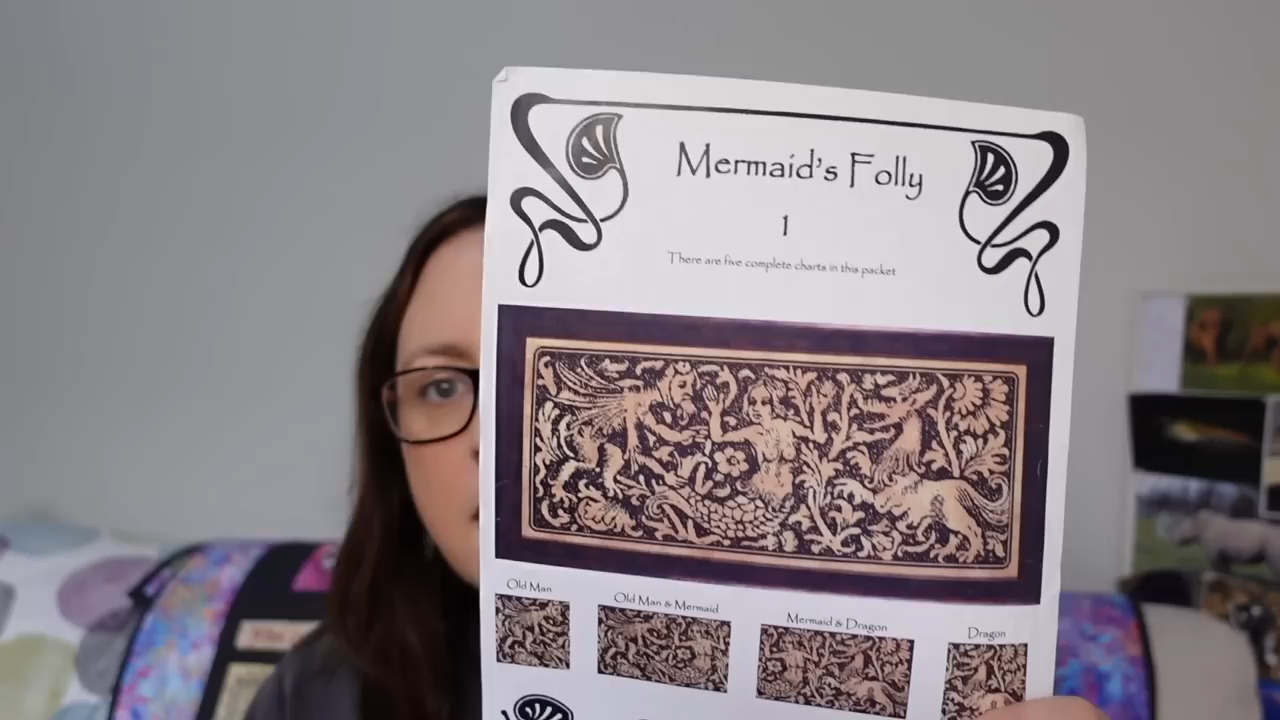 Mermaid's Folly
1
There are five complete charts in this packet
Old Man
Old Man & Mermaid
Mermaid & Dragon
Dragon